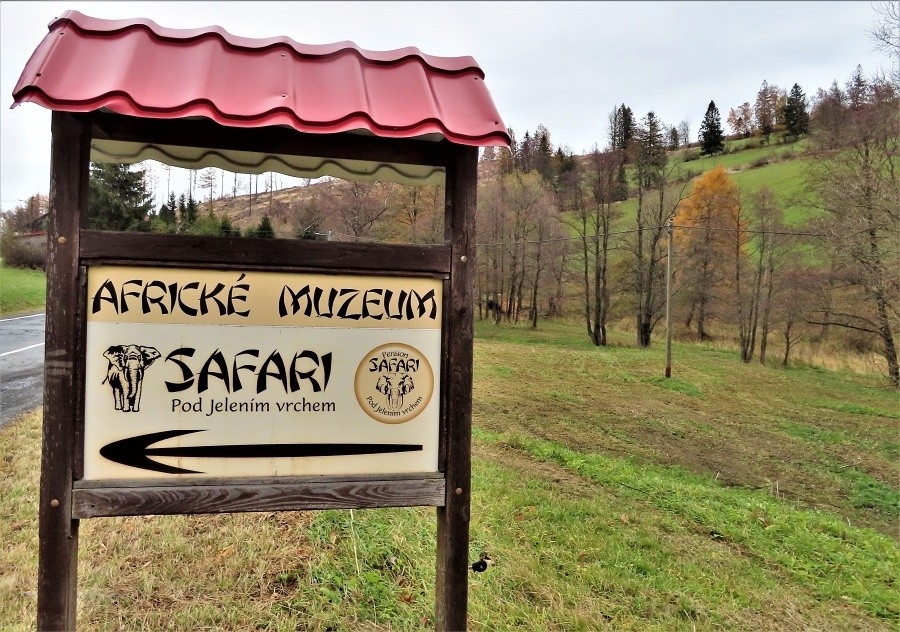 AFRICKÉ MUZEUM
SAFARI
Pod Jelením vrchem
Pension
SAFARI
Pod Jelením vrchem